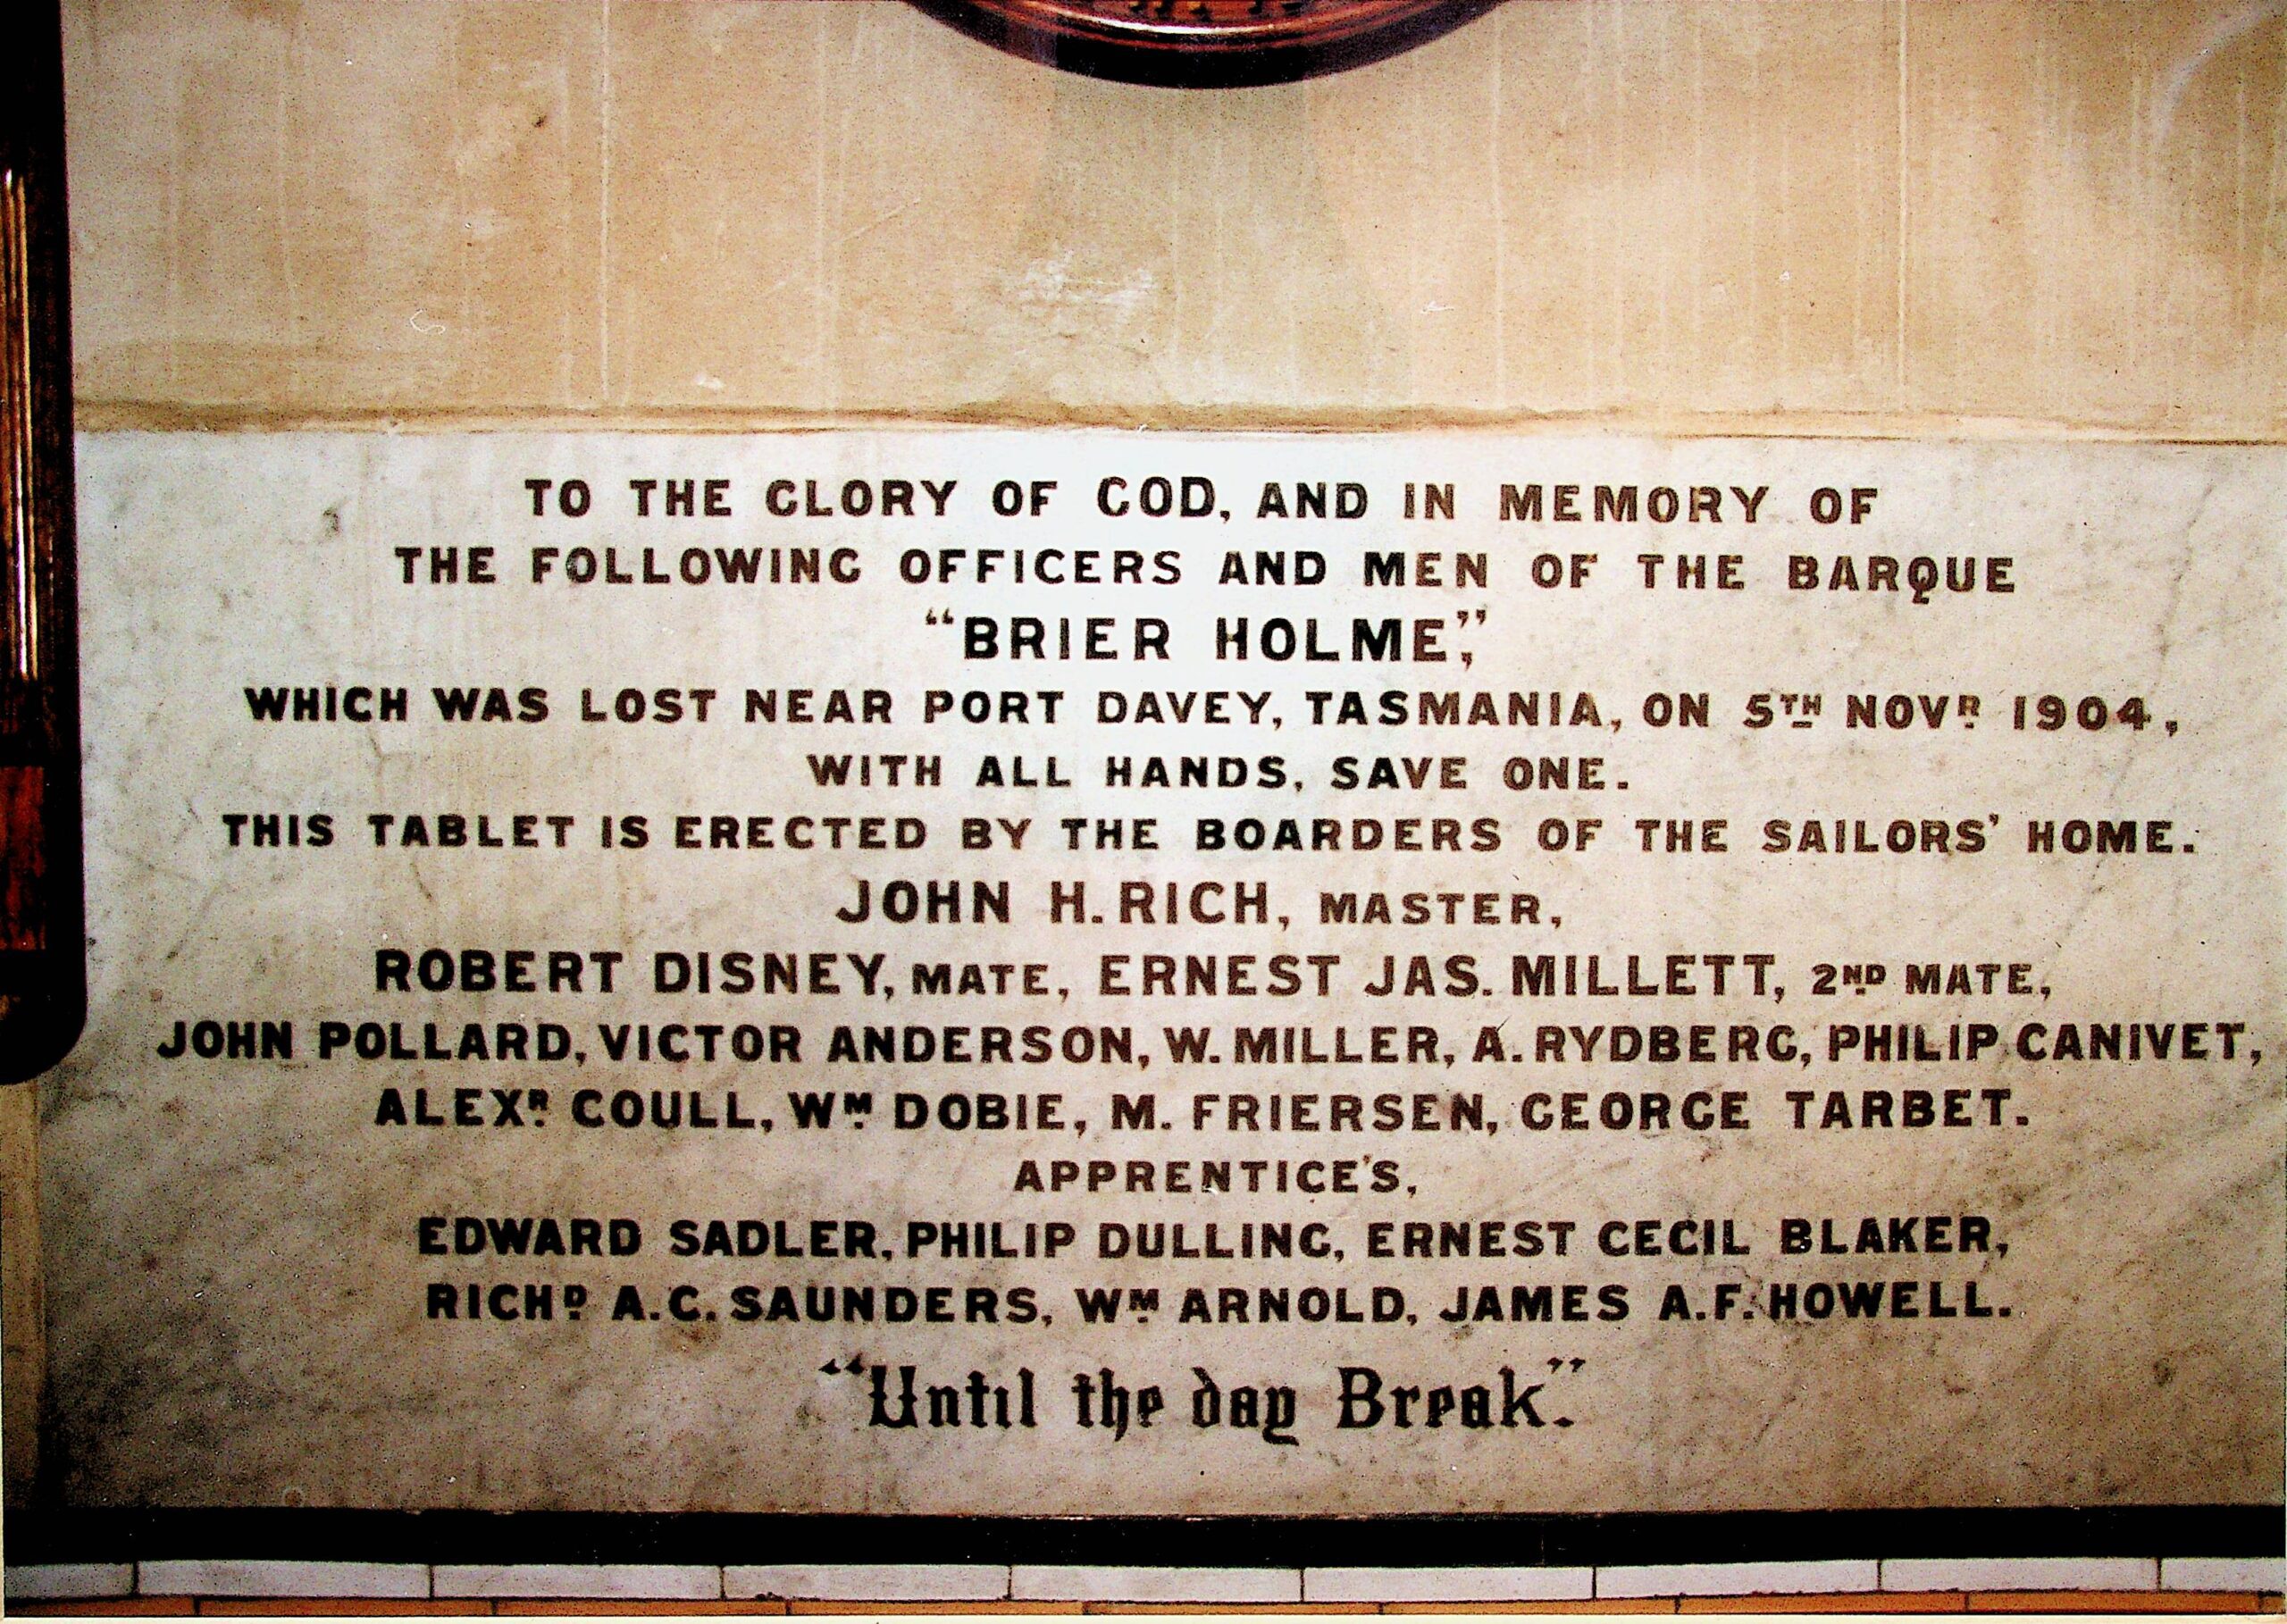 TO THE GLORY OF GOD, AND IN MEMORY OF
THE FOLLOWING OFFICERS AND MEN OF THE BARQUE
“BRIER HOLME,”
WHICH WAS LOST NEAR PORT DAVEY, TASMANIA, ON 5TH NOVR 1904,
WITH ALL HANDS, SAVE ONE.
THIS TABLET IS ERECTED BY THE BOARDERS OF THE SAILORS' HOME.
JOHN H. RICH, MASTER,
ROBERT DISNEY, MATE, ERNEST JAS. MILLETT, 2ND MATE,
JOHN POLLARD, VICTOR ANDERSON, W. MILLER, A. RYDBERG, PHILIP CANIVET,
ALEXR COULL, WM DOBIE, M. FRIERSEN, GEORGE TARBET.
APPRENTICE'S,
EDWARD SADLER, PHILIP DULLING, ERNEST CECIL BLAKER,
RICHD A.C. SAUNDERS, WM ARNOLD, JAMES A.F. HOWELL.
“Until the day Break.”